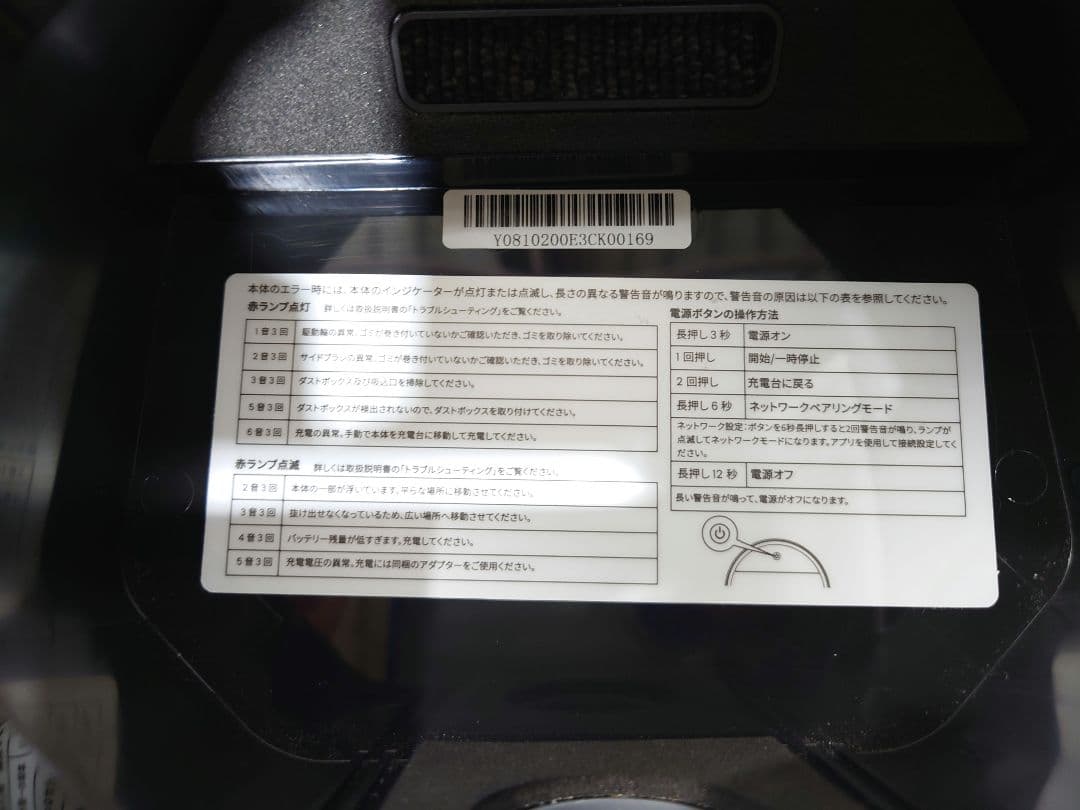 Y0810200E3CK00169
本体のエラー時には、本体のインジケーターが点灯または点滅し、長さの異なる警告音が鳴りますので、警告音の原因は以下の表を参照してください。
赤ランプ点灯 詳しくは取扱説明書の「トラブルシューティング」をご覧ください。
1音3回 駆動輪の異常、ゴミが巻き付いていないかご確認いただき、ゴミを取り除いてください。
2音3回 サイドブラシの異常、ゴミが巻き付いていないかご確認いただき、ゴミを取り除いてください。
3音3回 ダストボックス及び吸込口を掃除してください。
5音3回 ダストボックスが検出されないので、ダストボックスを取り付けてください。
6音3回 充電の異常。手動で本体を充電台に移動して充電してください。
赤ランプ点滅 詳しくは取扱説明書の「トラブルシューティング」をご覧ください。
2音3回 本体の一部が浮いています。平らな場所に移動させてください。
3音3回 抜け出せなくなっているため、広い場所へ移動させてください。
4音3回 バッテリー残量が低すぎます。充電してください。
5音3回 充電電圧の異常。充電には同梱のアダプターをご使用ください。
電源ボタンの操作方法
長押し3秒 電源オン
1回押し 開始/一時停止
2回押し 充電台に戻る
長押し6秒 ネットワークペアリングモード
ネットワーク設定:ボタンを6秒長押しすると2回警告音が鳴り、ランプが
点滅してネットワークモードになります。アプリを使用して接続設定してく
ださい。
長押し12秒 電源オフ
長い警告音が鳴って、電源がオフになります。